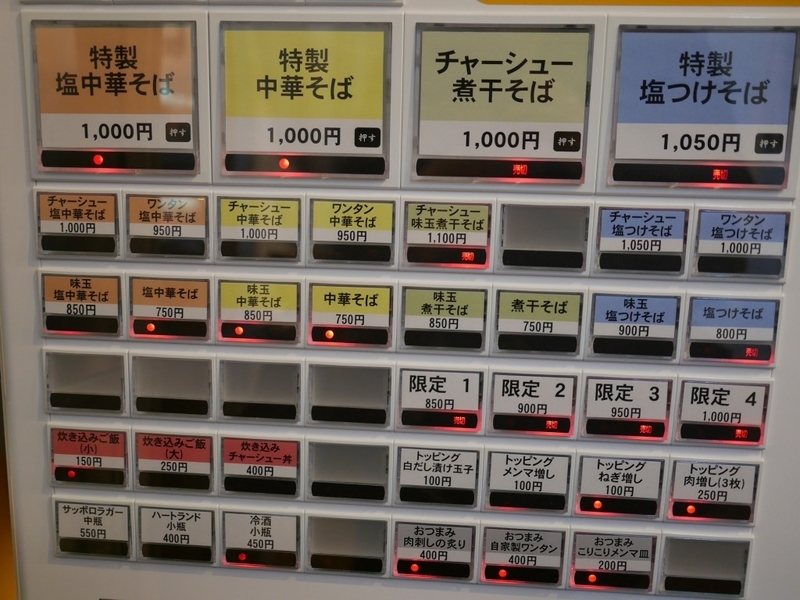 特製
塩中華そば
1,000円
押す
特製
中華そば
1,000円
押す
チャーシュー
煮干そば
1,000円
押す
売切
特製
塩つけそば
1,050円
押す
売切
チャーシュー
塩中華そば
1,000円
ワンタン
塩中華そば
950円
チャーシュー
中華そば
1,000円
ワンタン
中華そば
950円
チャーシュー
味玉煮干そば
1,100円
売切
チャーシュー
塩つけそば
1,050円
ワンタン
塩つけそば
1,000円
味玉
塩中華そば
850円
塩中華そば
750円
味玉
中華そば
850円
中華そば
750円
味玉
煮干そば
850円
煮干そば
750円
味玉
塩つけそば
900円
塩つけそば
800円
売切
限定 1
850円
売切
限定 2
900円
売切
限定 3
950円
売切
限定 4
1,000円
売切
炊き込みご飯
(小)
150円
炊き込みご飯
(大)
250円
炊き込み
チャーシュー丼
400円
トッピング
白だし漬け玉子
100円
トッピング
メンマ増し
100円
トッピング
ねぎ増し
100円
トッピング
肉増し(3枚)
250円
サッポロラガー
中瓶
550円
ハートランド
小瓶
400円
冷酒
小瓶
450円
おつまみ
肉刺しの炙り
400円
おつまみ
自家製ワンタン
400円
おつまみ
こりこりメンマ皿
200円